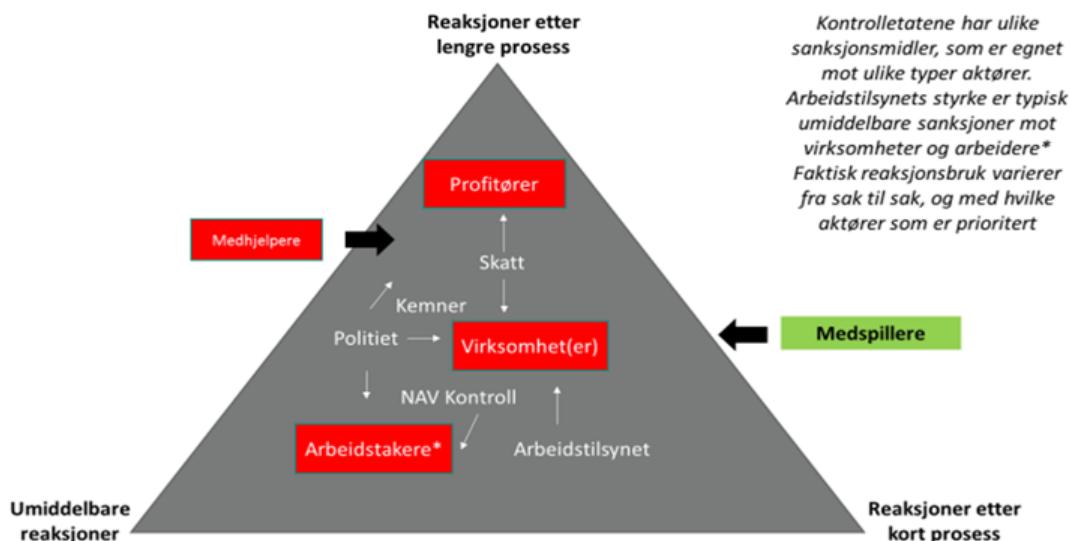 Reaksjoner etter
lengre prosess
Kontrolletatene har ulike
sanksjonsmidler, som er egnet
mot ulike typer aktører.
Arbeidstilsynets styrke er typisk
umiddelbare sanksjoner mot
virksomheter og arbeidere*
Faktisk reaksjonsbruk varierer
fra sak til sak, og med hvilke
aktører som er prioritert
Profitører
Medhjelpere
Skatt
Kemner
Politiet
Virksomhet(er)
Medspillere
NAV Kontroll
Arbeidstakere*
Arbeidstilsynet
Umiddelbare
reaksjoner
Reaksjoner etter
kort prosess